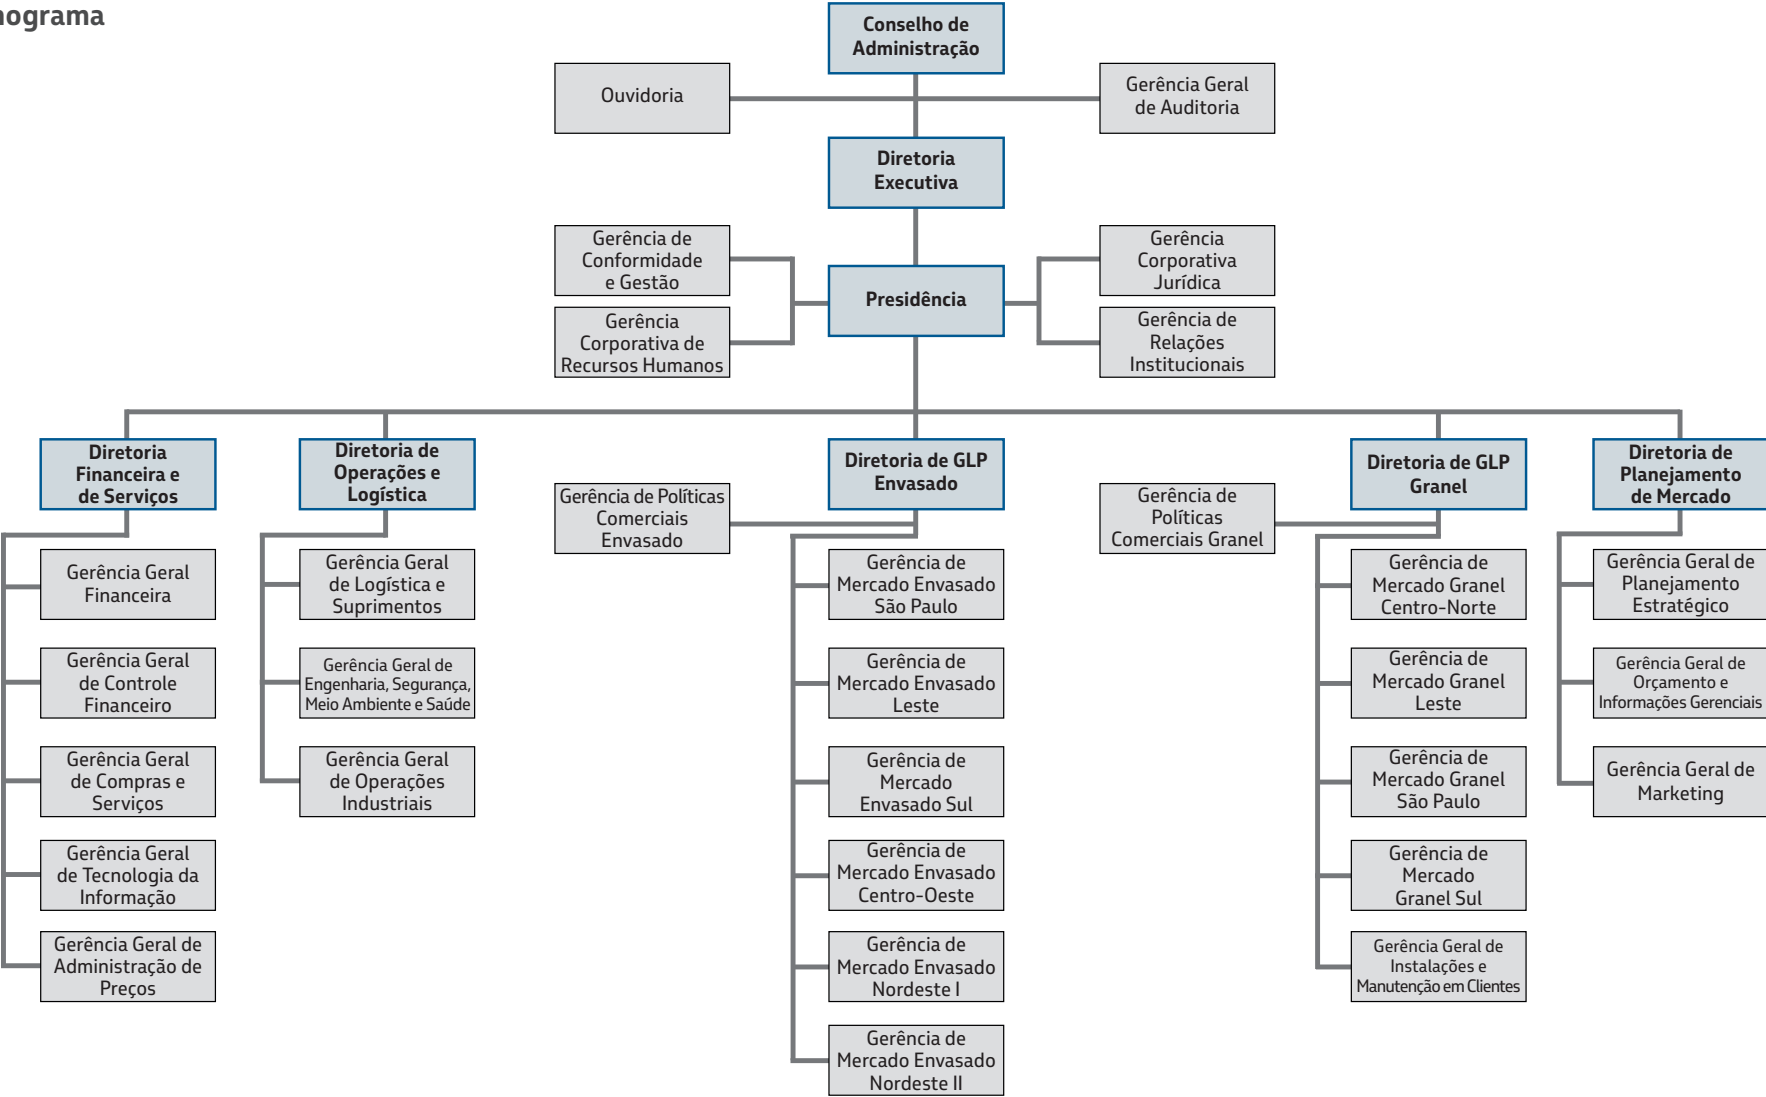 nograma
Conselho de
Administração
Ouvidoria
Gerência Geral
de Auditoria
Diretoria
Executiva
Gerência de
Conformidade
e Gestão
Gerência
Corporativa
Jurídica
Presidência
Gerência
Corporativa de
Recursos Humanos
Gerência de
Relações
Institucionais
Diretoria
Financeira e
de Serviços
Diretoria de
Operações e
Logística
Diretoria de GLP
Envasado
Diretoria de GLP
Granel
Diretoria de
Planejamento
de Mercado
Gerência de Políticas
Comerciais
Envasado
Gerência de
Políticas
Comerciais Granel
Gerência Geral
Financeira
Gerência Geral
de Controle
Financeiro
Gerência Geral
de Compras e
Serviços
Gerência Geral
de Tecnologia da
Informação
Gerência Geral de
Administração de
Preços
Gerência Geral
de Logística e
Suprimentos
Gerência Geral de
Engenharia, Segurança,
Meio Ambiente e Saúde
Gerência Geral
de Operações
Industriais
Gerência de
Mercado Envasado
São Paulo
Gerência de
Mercado Envasado
Leste
Gerência de
Mercado
Envasado Sul
Gerência de
Mercado Envasado
Centro-Oeste
Gerência de
Mercado Envasado
Nordeste I
Gerência de
Mercado Envasado
Nordeste II
Gerência de
Mercado Granel
Centro-Norte
Gerência de
Mercado Granel
Leste
Gerência de
Mercado Granel
São Paulo
Gerência de
Mercado
Granel Sul
Gerência Geral de
Instalações e
Manutenção em Clientes
Gerência Geral de
Planejamento
Estratégico
Gerência Geral de
Orçamento e
Informações Gerenciais
Gerência Geral de
Marketing